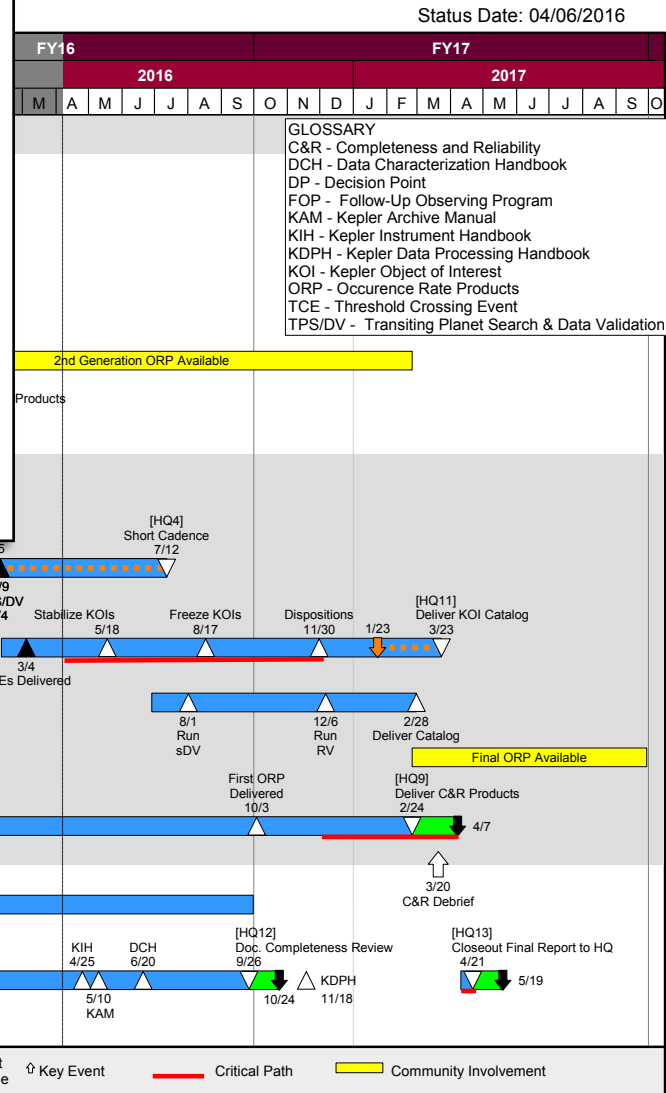 Status Date: 04/06/2016
FY16 FY17
2016 2017
M A M J J A S O N D J F M A M J J A S O
GLOSSARY
C&R - Completeness and Reliability
DCH - Data Characterization Handbook
DP - Decision Point
FOP - Follow-Up Observing Program
KAM - Kepler Archive Manual
KIH - Kepler Instrument Handbook
KDPH - Kepler Data Processing Handbook
KOI - Kepler Object of Interest
ORP - Occurence Rate Products
TCE - Threshold Crossing Event
TPS/DV - Transiting Planet Search & Data Validation
2nd Generation ORP Available
Products
[HQ4]
Short Cadence
7/12
/9
S/DV
/4
Stabilize KOIs
5/18
Freeze KOIs
8/17
Dispositions
11/30
1/23
[HQ11]
Deliver KOI Catalog
3/23
3/4
Es Delivered
8/1
Run
sDV
12/6
Run
RV
2/28
Deliver Catalog
Final ORP Available
First ORP
Delivered
10/3
[HQ9]
Deliver C&R Products
2/24
4/7
3/20
C&R Debrief
KIH
4/25
DCH
6/20
[HQ12]
Doc. Completeness Review
9/26
[HQ13]
Closeout Final Report to HQ
4/21
5/10
KAM
10/24
KDPH
11/18
5/19
t
e
Key Event Critical Path Community Involvement